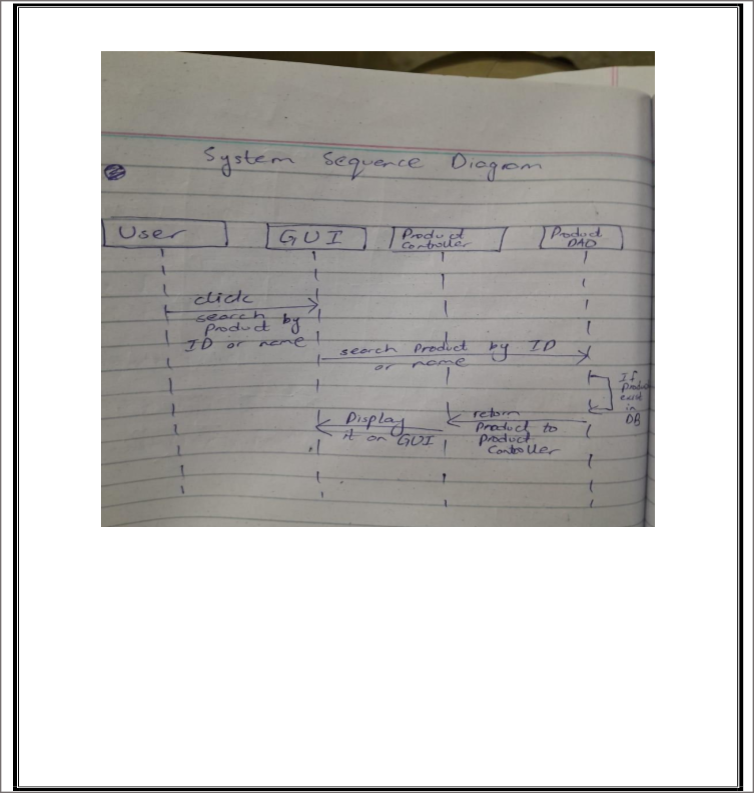 System Sequence Diagram
User
GUI
Product
Controller
Product
DAO
click
search by
Product by
ID or name
search Product by ID
or name
If
Product
exist
in
DB
return
Product to
Product
Controller
Display
it on GUI